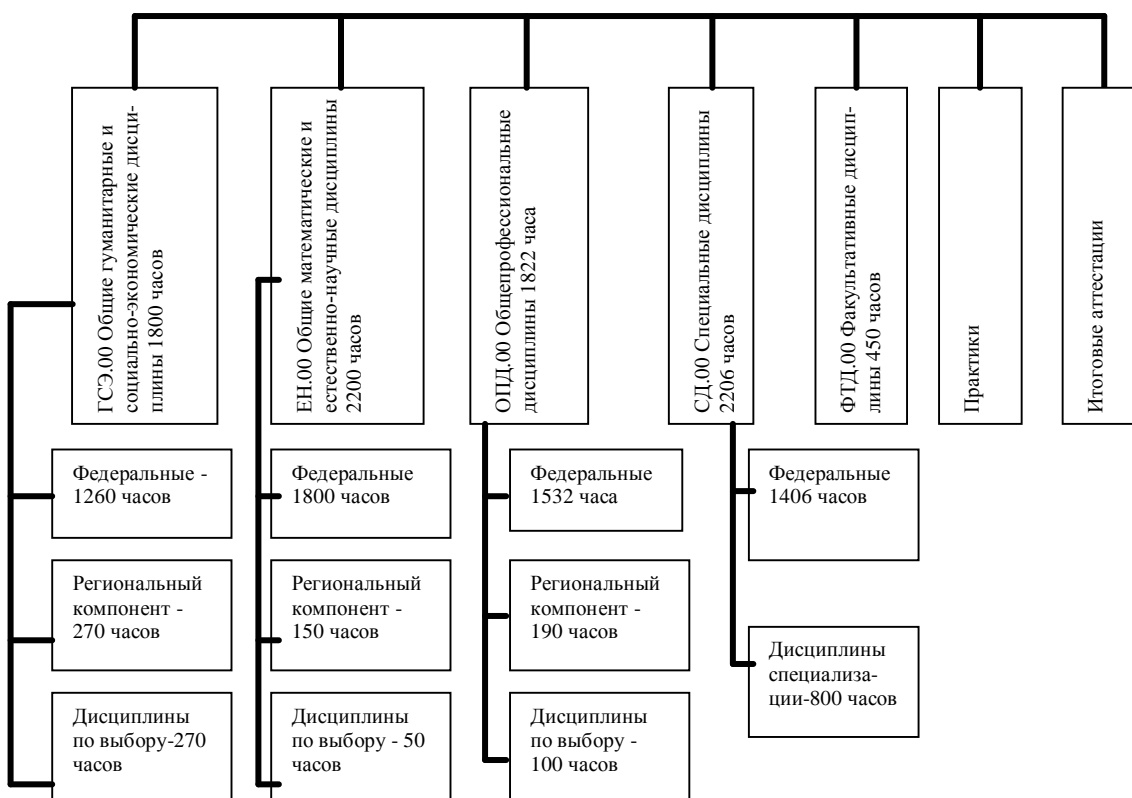 ГСЭ.00 Общие гуманитарные и
социально-экономические дисци-
плины 1800 часов
ЕН.00 Общие математические и
естественно-научные дисциплины
2200 часов
ОПД.00 Общепрофессиональные
дисциплины 1822 часа
СД.00 Специальные дисциплины
2206 часов
ФТД.00 Факультативные дисцип-
лины 450 часов
Практики
Итоговые аттестации
Федеральные -
1260 часов
Федеральные
1800 часов
Федеральные
1532 часа
Федеральные
1406 часов
Региональный
компонент -
270 часов
Региональный
компонент -
150 часов
Региональный
компонент -
190 часов
Дисциплины
специализа-
ции-800 часов
Дисциплины
по выбору-270
часов
Дисциплины
по выбору - 50
часов
Дисциплины
по выбору -
100 часов